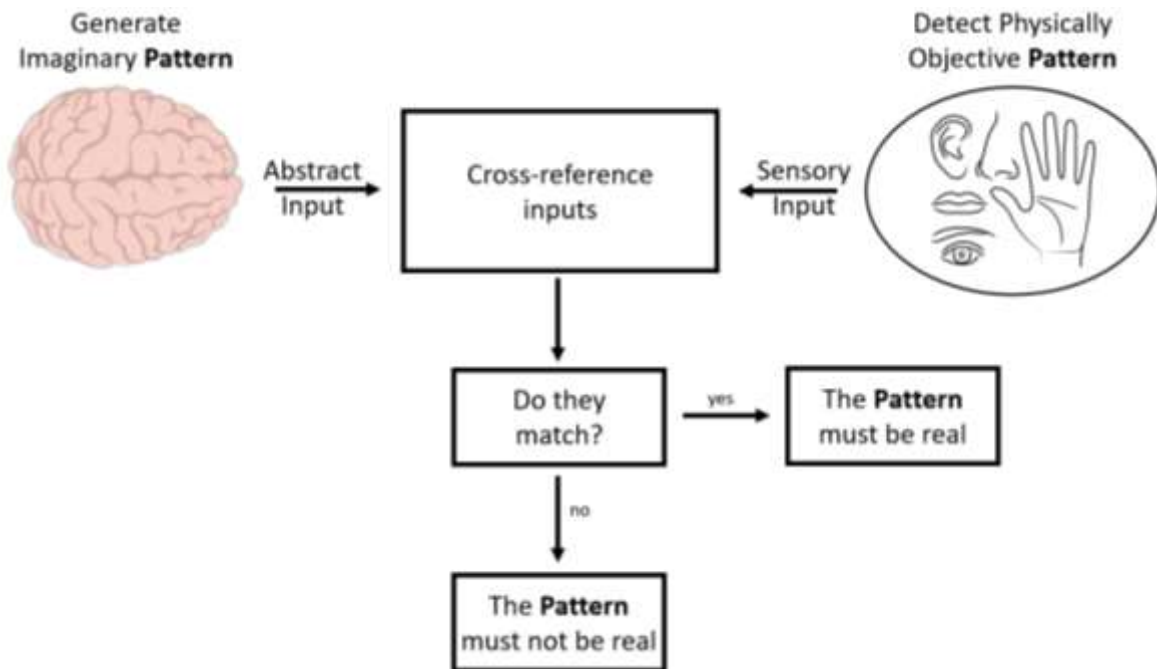 Generate
Imaginary Pattern
Detect Physically
Objective Pattern
Abstract
Input
Cross-reference
inputs
Sensory
Input
Do they
match?
yes
The Pattern
must be real
no
The Pattern
must not be real